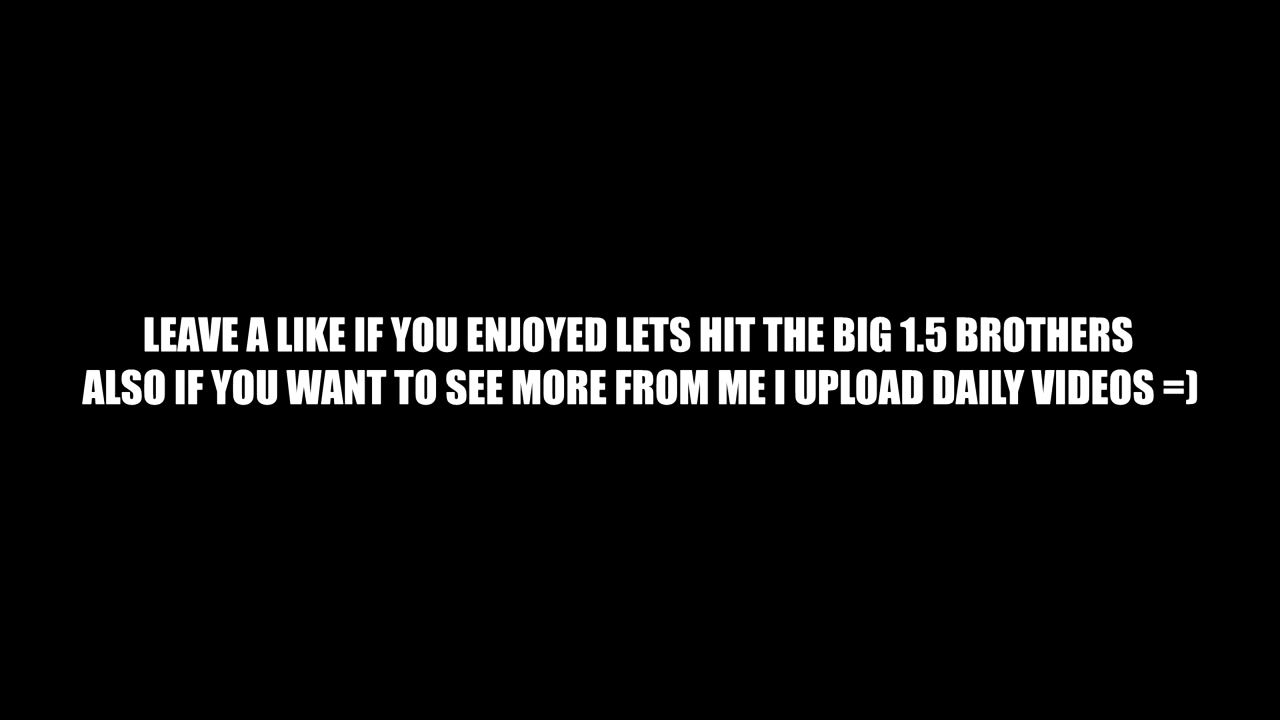 LEAVE A LIKE IF YOU ENJOYED LETS HIT THE BIG 1.5 BROTHERS
ALSO IF YOU WANT TO SEE MORE FROM ME I UPLOAD DAILY VIDEOS =)